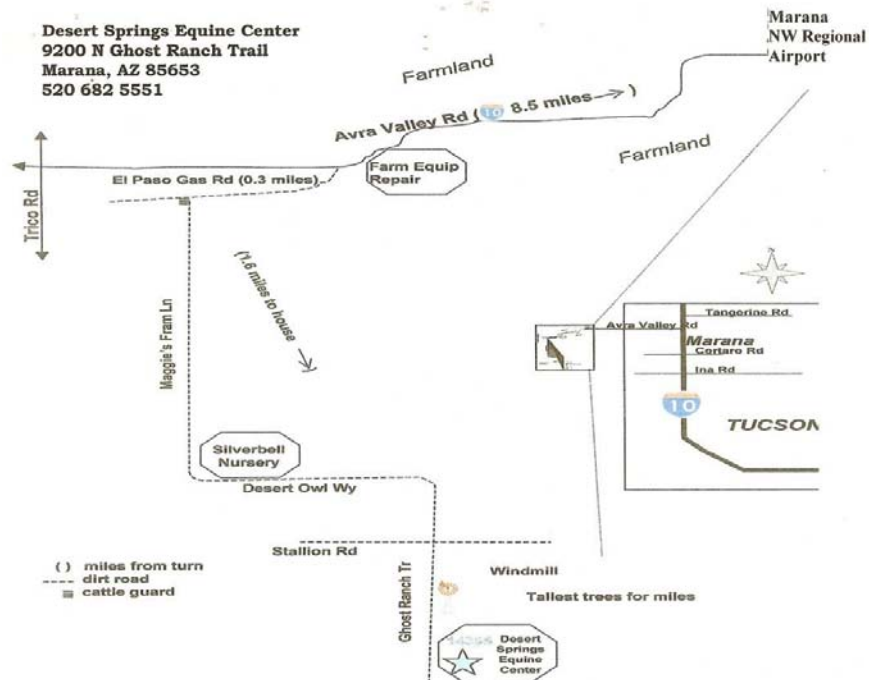 Desert Springs Equine Center
9200 N Ghost Ranch Trail
Marana, AZ 85653
520 682 5551
Marana
NW Regional
Airport
Farmland
Avra Valley Rd ( 10 8.5 miles )
Farmland
Farm Equip
Repair
El Paso Gas Rd (0.3 miles)
Trico Rd
Maggie's Fram Ln
(1.6 miles to house
Tangerine Rd
Avra Valley Rd
Marana
Cortaro Rd
Ina Rd
10
TUCSON
Silverbell
Nursery
Desert Owl Wy
Stallion Rd
Ghost Ranch Tr
Windmill
Tallest trees for miles
( ) miles from turn
dirt road
cattle guard
Desert
Springs
Equine
Center